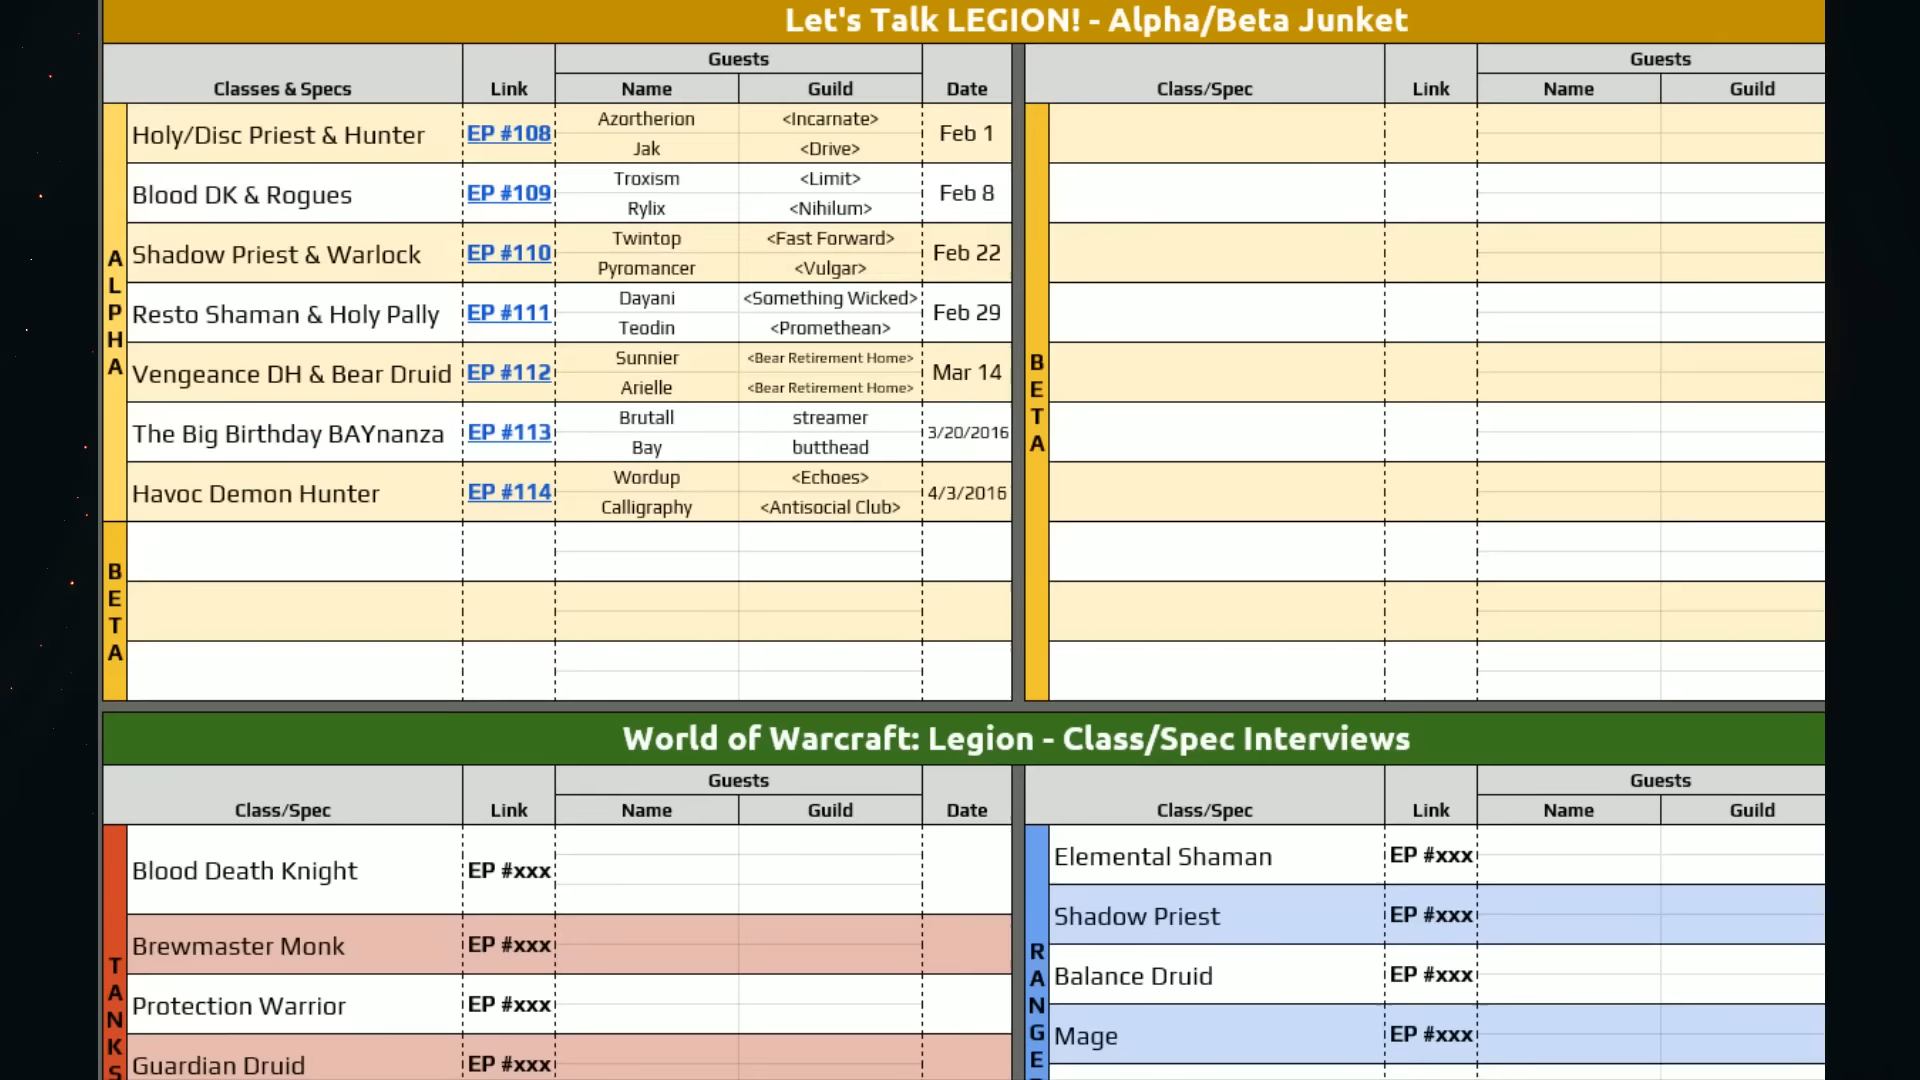 Let's Talk LEGION! - Alpha/Beta Junket
Classes & Specs Link Guests Name Guild Date
Class/Spec Link Guests Name Guild
ALPHA
Holy/Disc Priest & Hunter EP #108 Azortherion <Incarnate> Feb 1
Jak <Drive>
Blood DK & Rogues EP #109 Troxism <Limit> Feb 8
Rylix <Nihilum>
Shadow Priest & Warlock EP #110 Twintop <Fast Forward> Feb 22
Pyromancer <Vulgar>
Resto Shaman & Holy Pally EP #111 Dayani <Something Wicked> Feb 29
Teodin <Promethean>
Vengeance DH & Bear Druid EP #112 Sunnier <Bear Retirement Home> Mar 14
Arielle <Bear Retirement Home>
The Big Birthday BAYnanza EP #113 Brutall streamer 3/20/2016
Bay butthead
Havoc Demon Hunter EP #114 Wordup <Echoes> 4/3/2016
Calligraphy <Antisocial Club>
BETA
BETA
World of Warcraft: Legion - Class/Spec Interviews
Class/Spec Link Guests Name Guild Date
Class/Spec Link Guests Name Guild
TANKS
Blood Death Knight EP #xxx
Brewmaster Monk EP #xxx
Protection Warrior EP #xxx
Guardian Druid EP #xxx
RANGE
Elemental Shaman EP #xxx
Shadow Priest EP #xxx
Balance Druid EP #xxx
Mage EP #xxx